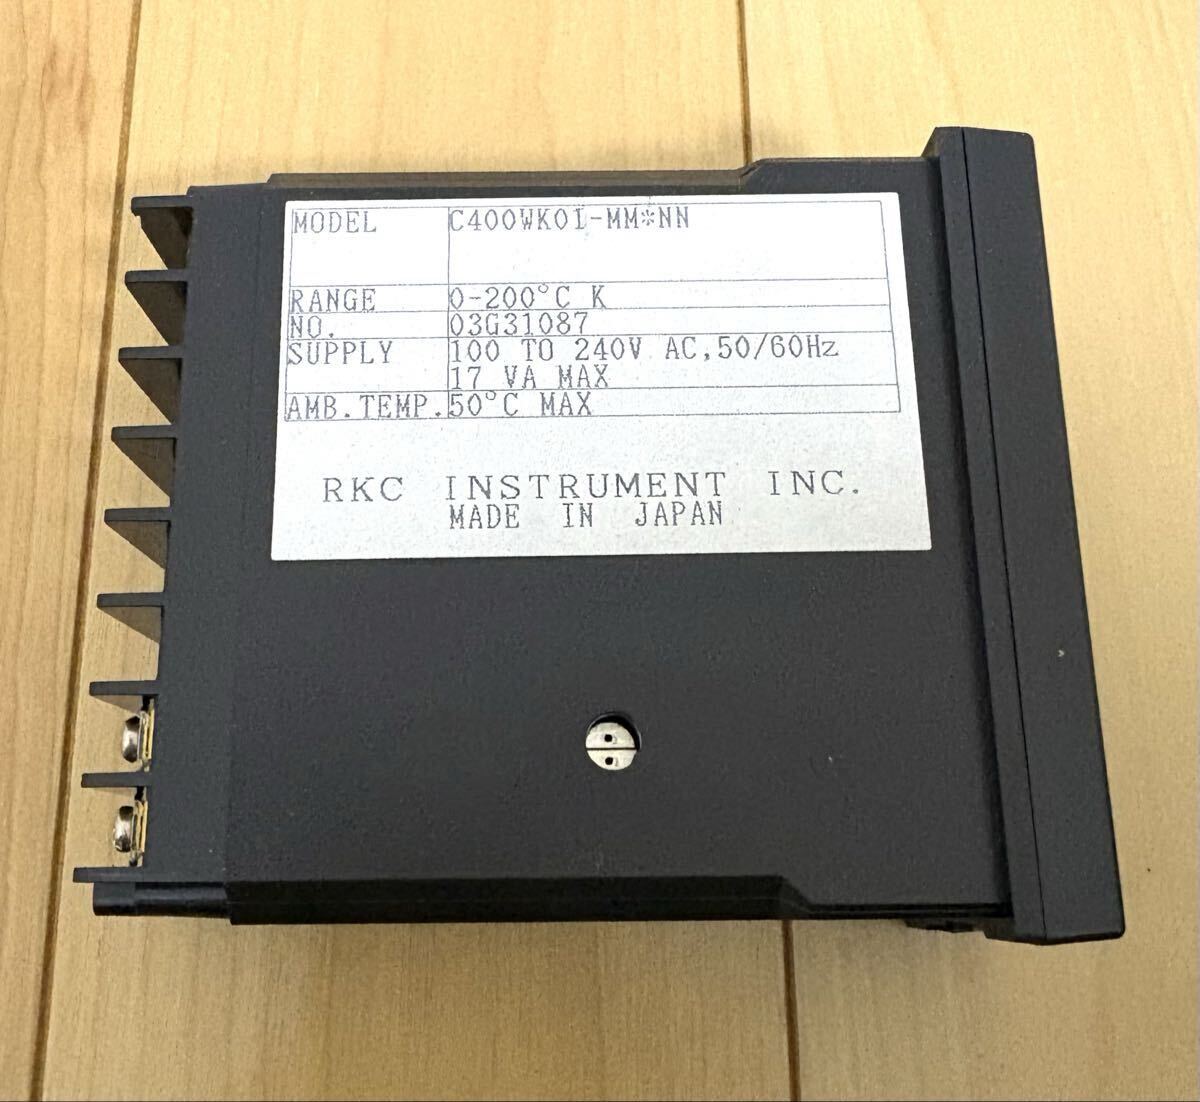 MODEL C400WK01-MM*NN
RANGE 0-200°C K
NO. 03G31087
SUPPLY 100 TO 240V AC,50/60Hz
17 VA MAX
AMB.TEMP. 50°C MAX
RKC INSTRUMENT INC.
MADE IN JAPAN